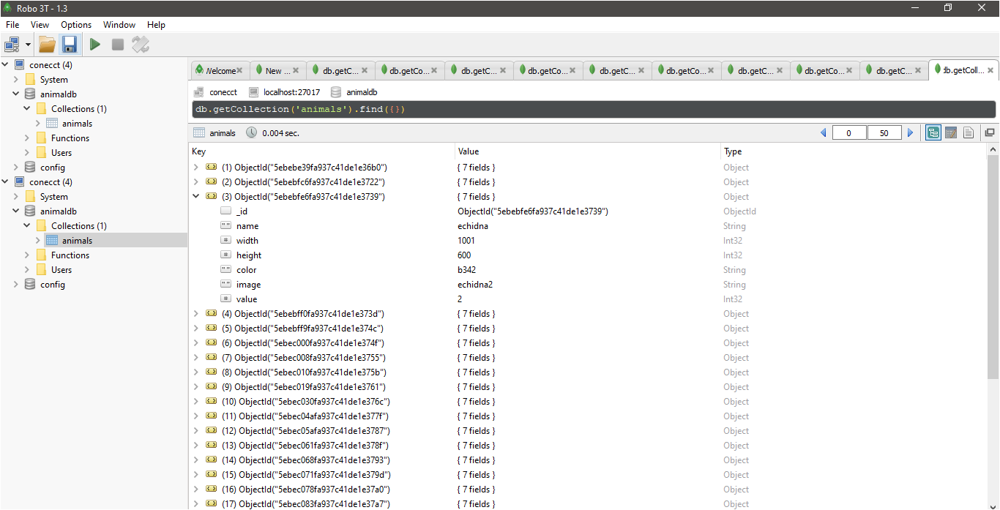 Robo 3T - 1.3
File View Options Window Help
conecct (4)
System
animaldb
Collections (1)
animals
Functions
Users
config
conecct (4)
System
animaldb
Collections (1)
animals
Functions
Users
config
Welcome New ... db.getC... db.getCo... db.getC... db.getCo... db.getC... db.getCo... db.getC... db.getCo... db.getC... db.getColl...
conecct localhost:27017 animaldb
db.getCollection('animals').find({})
animals 0.004 sec. 0 50
Key Value Type
(1) ObjectId("5ebebe39fa937c41de1e36b0") { 7 fields } Object
(2) ObjectId("5ebebfc6fa937c41de1e3722") { 7 fields } Object
(3) ObjectId("5ebebfe6fa937c41de1e3739") { 7 fields } Object
_id ObjectId("5ebebfe6fa937c41de1e3739") ObjectId
"" name echidna String
# width 1001 Int32
# height 600 Int32
"" color b342 String
"" image echidna2 String
# value 2 Int32
(4) ObjectId("5ebebff0fa937c41de1e373d") { 7 fields } Object
(5) ObjectId("5ebebff9fa937c41de1e374c") { 7 fields } Object
(6) ObjectId("5ebec000fa937c41de1e374f") { 7 fields } Object
(7) ObjectId("5ebec008fa937c41de1e3755") { 7 fields } Object
(8) ObjectId("5ebec010fa937c41de1e375b") { 7 fields } Object
(9) ObjectId("5ebec019fa937c41de1e3761") { 7 fields } Object
(10) ObjectId("5ebec030fa937c41de1e376c") { 7 fields } Object
(11) ObjectId("5ebec04afa937c41de1e377f") { 7 fields } Object
(12) ObjectId("5ebec05afa937c41de1e3787") { 7 fields } Object
(13) ObjectId("5ebec061fa937c41de1e378f") { 7 fields } Object
(14) ObjectId("5ebec068fa937c41de1e3793") { 7 fields } Object
(15) ObjectId("5ebec071fa937c41de1e379d") { 7 fields } Object
(16) ObjectId("5ebec078fa937c41de1e37a0") { 7 fields } Object
(17) ObjectId("5ebec083fa937c41de1e37a7") { 7 fields } Object